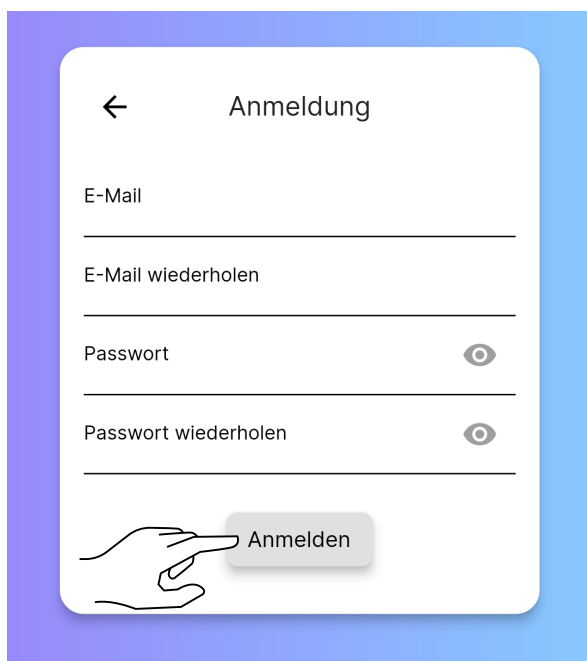 Anmeldung
E-Mail
E-Mail wiederholen
Passwort
Passwort wiederholen
Anmelden